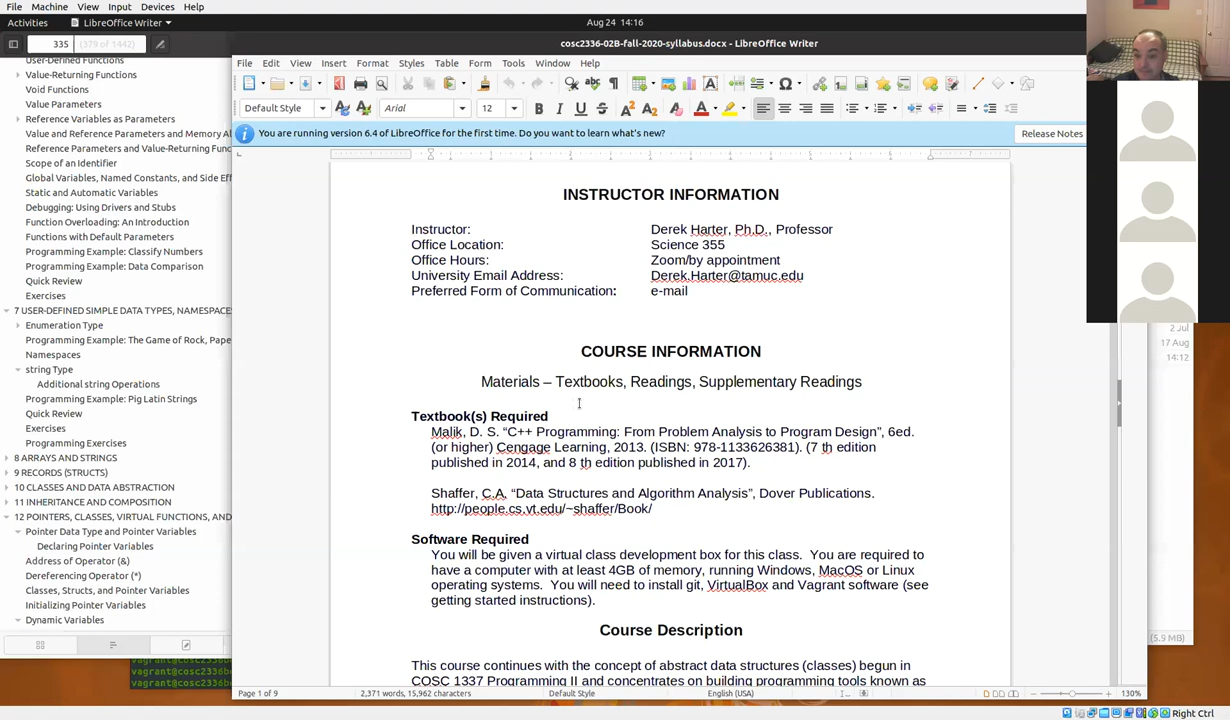 File Machine View Input Devices Help
Activities LibreOffice Writer Aug 24 14:16
335 (379 of 1442)
User-Defined Functions
Value-Returning Functions
Void Functions
Value Parameters
Reference Variables as Parameters
Value and Reference Parameters and Memory Al
Reference Parameters and Value-Returning Func
Scope of an Identifier
Global Variables, Named Constants, and Side Eff
Static and Automatic Variables
Debugging: Using Drivers and Stubs
Function Overloading: An Introduction
Functions with Default Parameters
Programming Example: Classify Numbers
Programming Example: Data Comparison
Quick Review
Exercises
7 USER-DEFINED SIMPLE DATA TYPES, NAMESPACES
Enumeration Type
Programming Example: The Game of Rock, Pape
Namespaces
string Type
Additional string Operations
Programming Example: Pig Latin Strings
Quick Review
Exercises
Programming Exercises
8 ARRAYS AND STRINGS
9 RECORDS (STRUCTS)
10 CLASSES AND DATA ABSTRACTION
11 INHERITANCE AND COMPOSITION
12 POINTERS, CLASSES, VIRTUAL FUNCTIONS, AND
Pointer Data Type and Pointer Variables
Declaring Pointer Variables
Address of Operator (&)
Dereferencing Operator (*)
Classes, Structs, and Pointer Variables
Initializing Pointer Variables
Dynamic Variables
vagrant@cosc2336b
vagrant@cosc2336b
vagrant@cosc2336b
cosc2336-02B-fall-2020-syllabus.docx - LibreOffice Writer
File Edit View Insert Format Styles Table Form Tools Window Help
Default Style Arial 12
You are running version 6.4 of LibreOffice for the first time. Do you want to learn what's new? Release Notes
INSTRUCTOR INFORMATION
Instructor: Derek Harter, Ph.D., Professor
Office Location: Science 355
Office Hours: Zoom/by appointment
University Email Address: Derek.Harter@tamuc.edu
Preferred Form of Communication: e-mail
COURSE INFORMATION
Materials – Textbooks, Readings, Supplementary Readings
Textbook(s) Required
Malik, D. S. “C++ Programming: From Problem Analysis to Program Design”, 6ed.
(or higher) Cengage Learning, 2013. (ISBN: 978-1133626381). (7 th edition
published in 2014, and 8 th edition published in 2017).
Shaffer, C.A. “Data Structures and Algorithm Analysis”, Dover Publications.
http://people.cs.vt.edu/~shaffer/Book/
Software Required
You will be given a virtual class development box for this class. You are required to
have a computer with at least 4GB of memory, running Windows, MacOS or Linux
operating systems. You will need to install git, VirtualBox and Vagrant software (see
getting started instructions).
Course Description
This course continues with the concept of abstract data structures (classes) begun in
COSC 1337 Programming II and concentrates on building programming tools known as
Page 1 of 9 2,371 words, 15,962 characters Default Style English (USA) 130%
2 Jul
17 Aug
14:12
(5.9 MB)
Right Ctrl